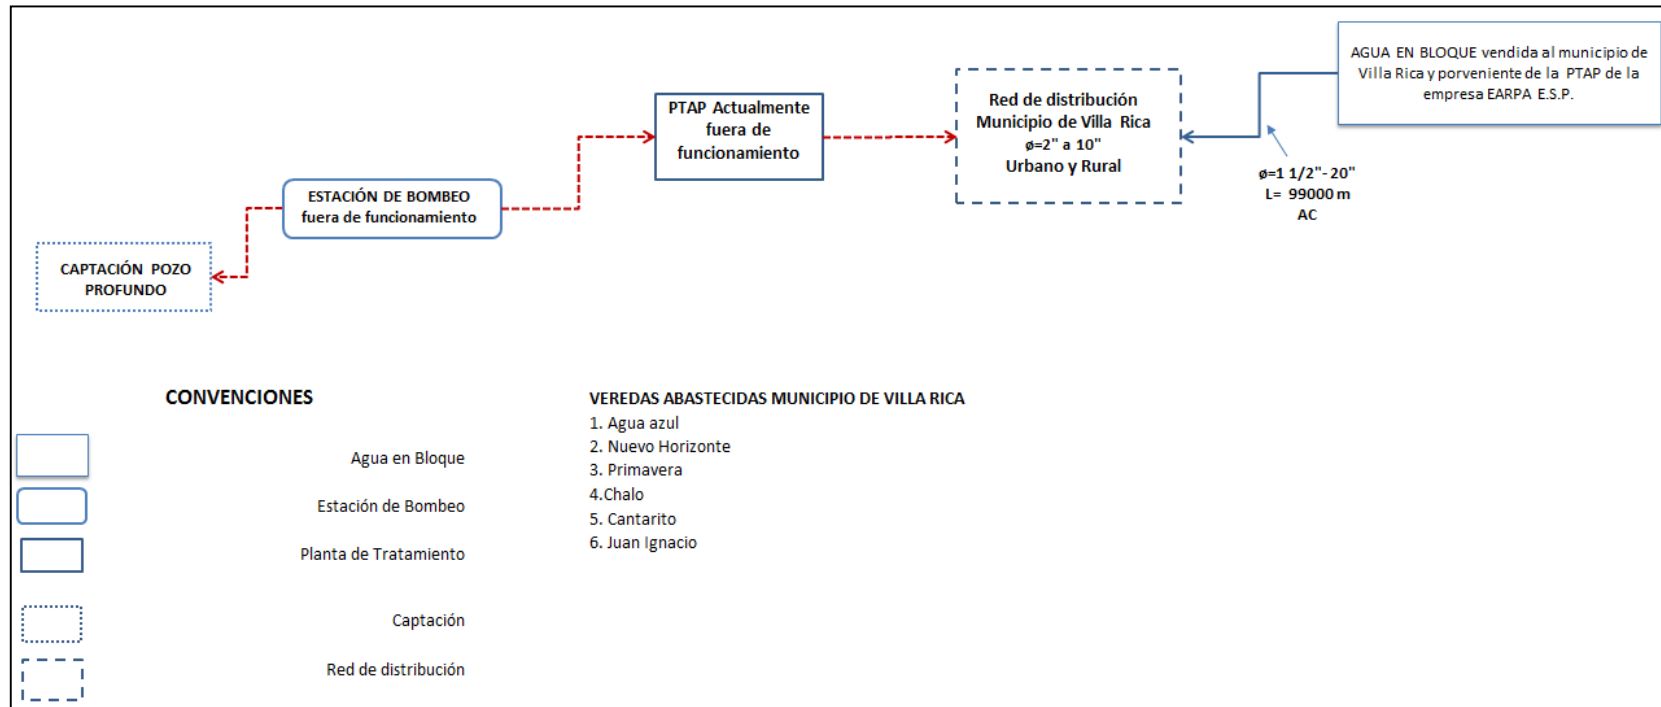 AGUA EN BLOQUE vendida al municipio de
Villa Rica y porveniente de la PTAP de la
empresa EARPA E.S.P.
PTAP Actualmente
fuera de
funcionamiento
Red de distribución
Municipio de Villa Rica
ø=2" a 10"
Urbano y Rural
ø=1 1/2"- 20"
L= 99000 m
AC
ESTACIÓN DE BOMBEO
fuera de funcionamiento
CAPTACIÓN POZO
PROFUNDO
CONVENCIONES
Agua en Bloque
Estación de Bombeo
Planta de Tratamiento
Captación
Red de distribución
VEREDAS ABASTECIDAS MUNICIPIO DE VILLA RICA
1. Agua azul
2. Nuevo Horizonte
3. Primavera
4.Chalo
5. Cantarito
6. Juan Ignacio